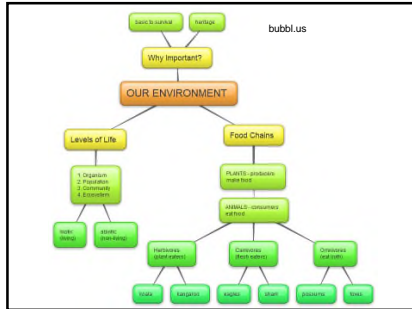 basic to survival
heritage
bubbl.us
Why Important?
OUR ENVIRONMENT
Levels of Life
Food Chains
1. Organism
2. Population
3. Community
4. Ecosystem
PLANTS - producers
make food
ANIMALS - consumers
eat food
biotic
(living)
abiotic
(non-living)
Herbivores
(plant eaters)
Carnivores
(flesh eaters)
Omnivores
(eat both)
koala
kangaroo
eagles
shark
possums